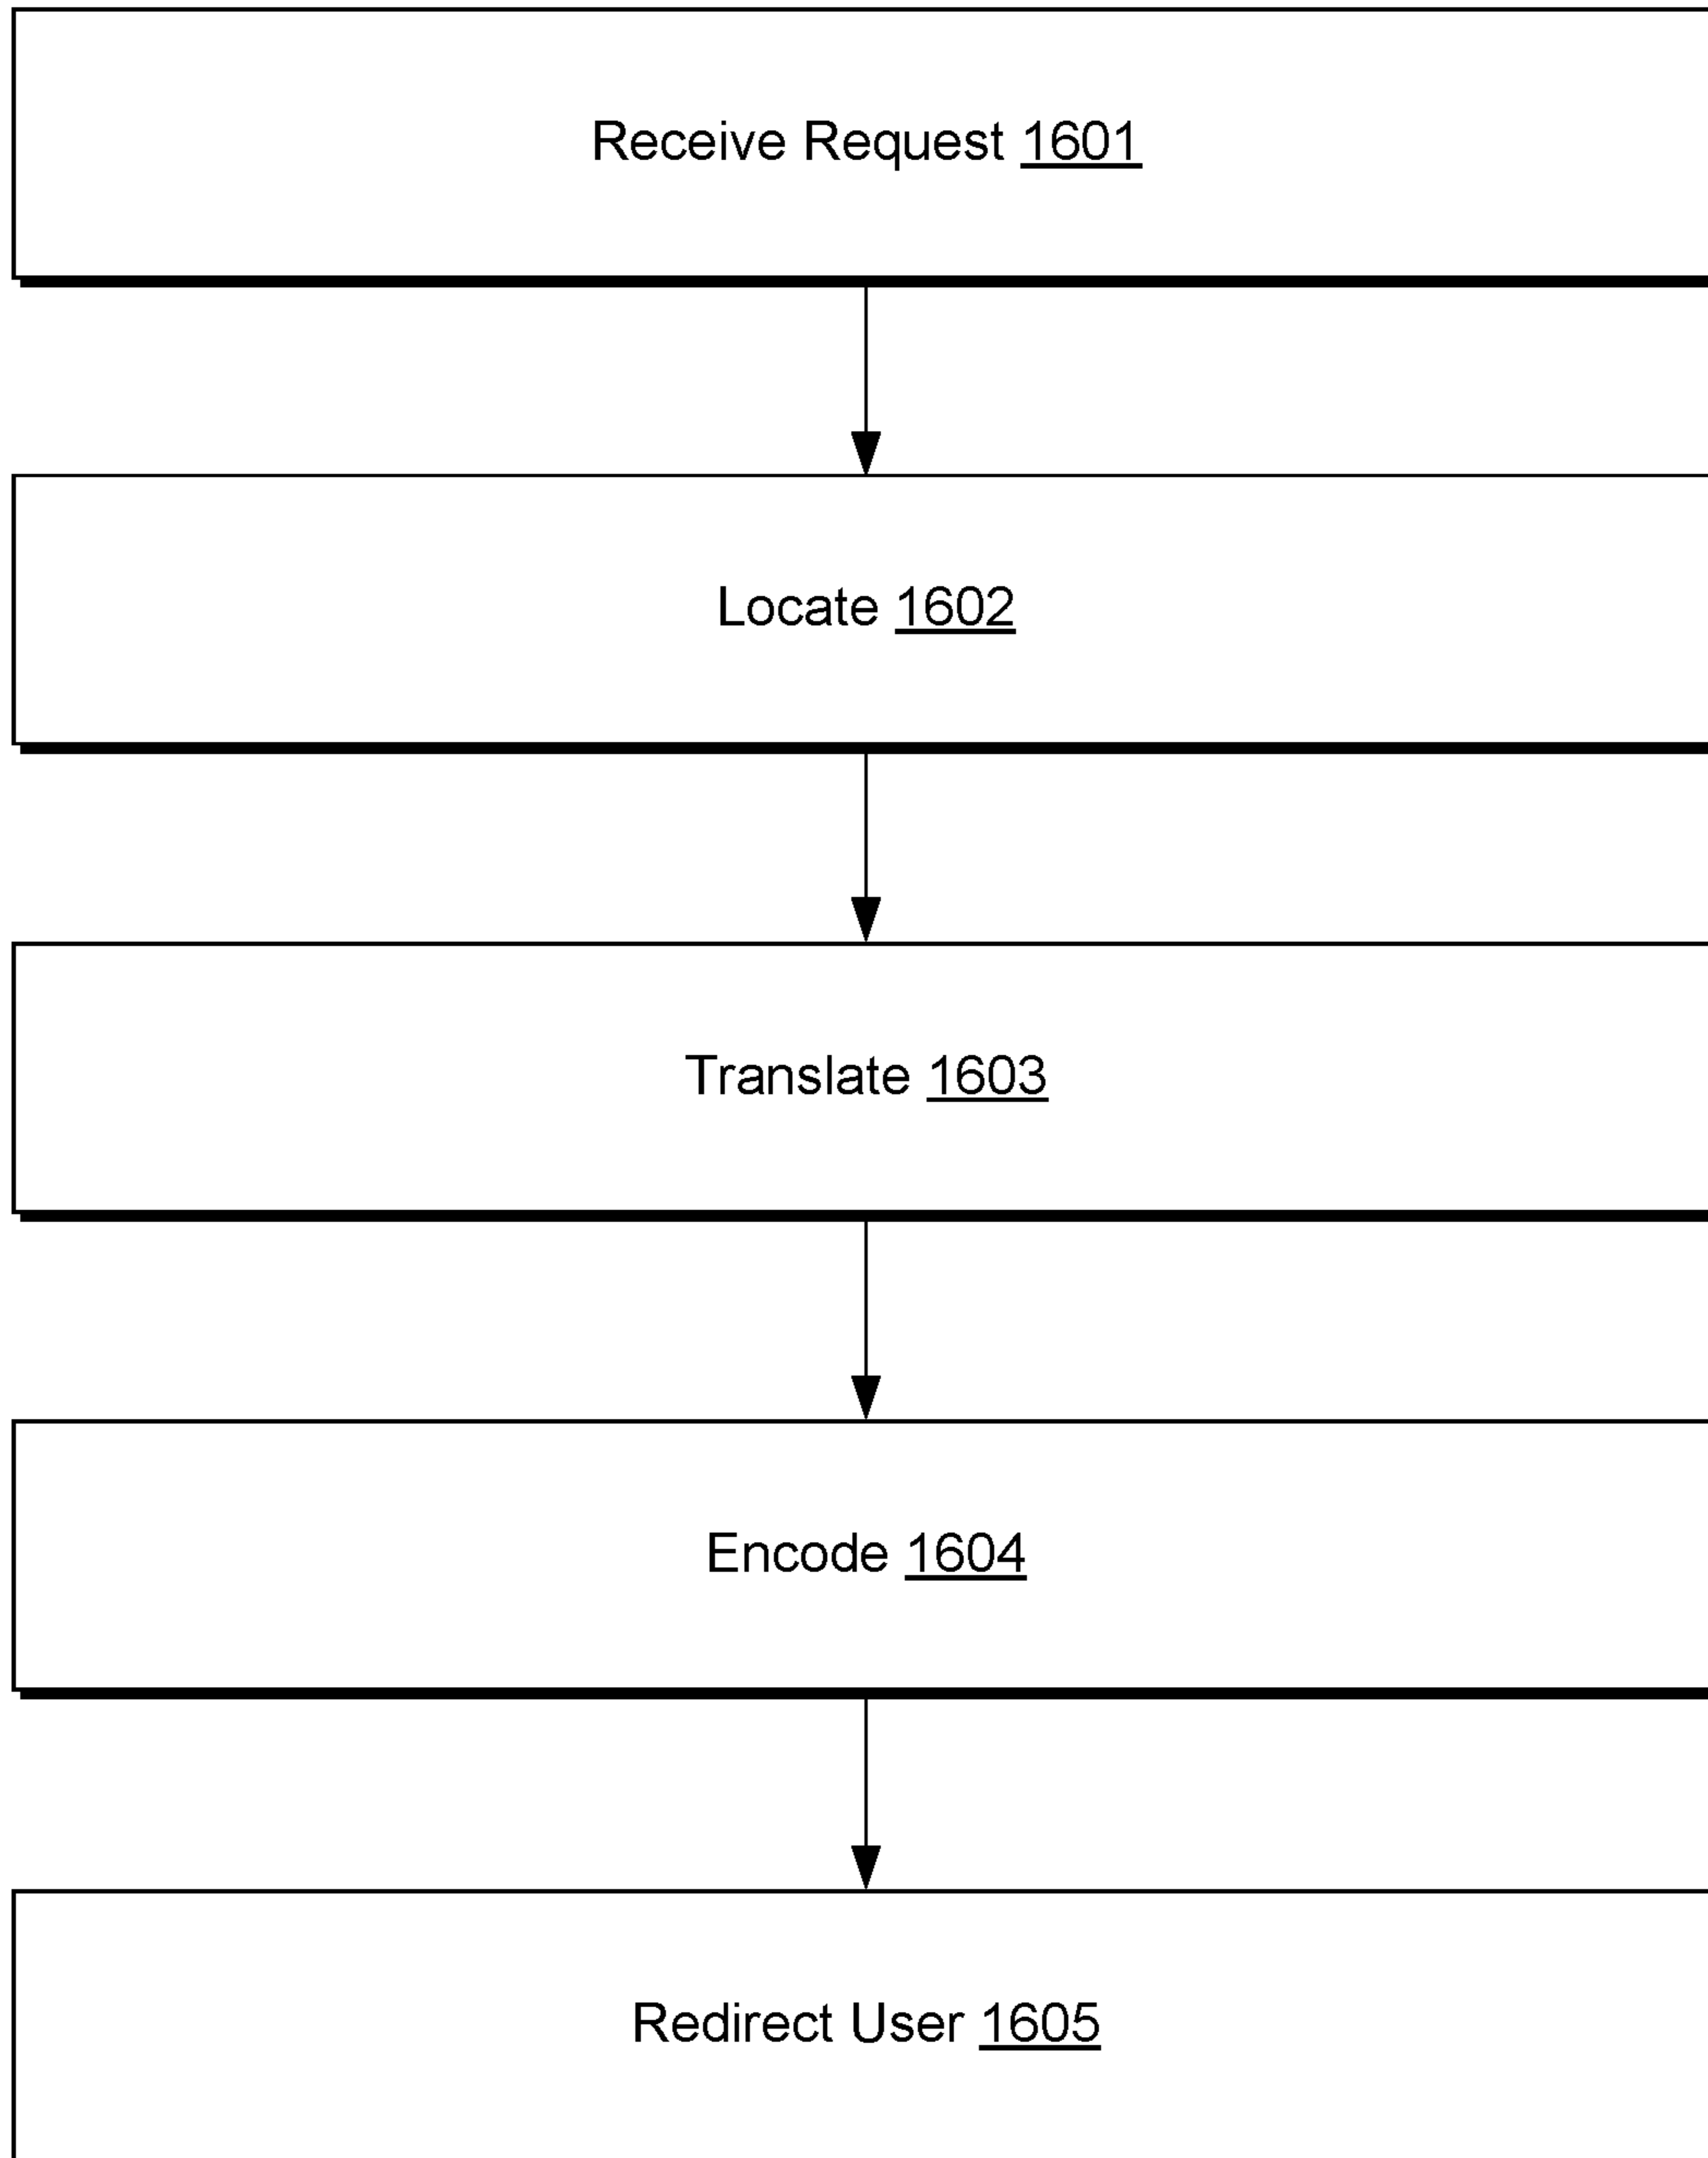 Receive Request 1601
Locate 1602
Translate 1603
Encode 1604
Redirect User 1605